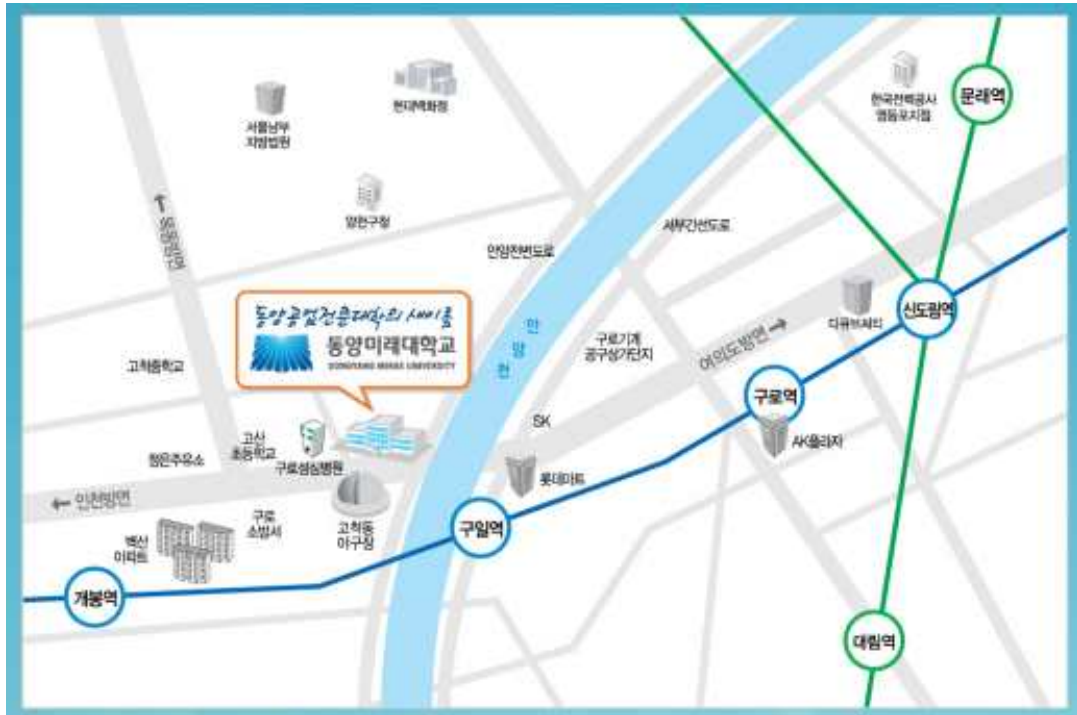 현대백화점
서울남부
지방법원
한국전력공사
영등포지점
문래역
양천구청
목동방면
서부간선도로
안양천변도로
안양천
신도림역
디큐브시티
동양공업전문대학의 새이름
동양미래대학교
DONGYANG MIRAE UNIVERSITY
구로기계
공구상가단지
여의도방면
고척중학교
구로역
SK
AK플라자
고산
초등학교
구로성심병원
정은주유소
롯데마트
인천방면
구로
소방서
고척동
야구장
구일역
백산
아파트
개봉역
대림역